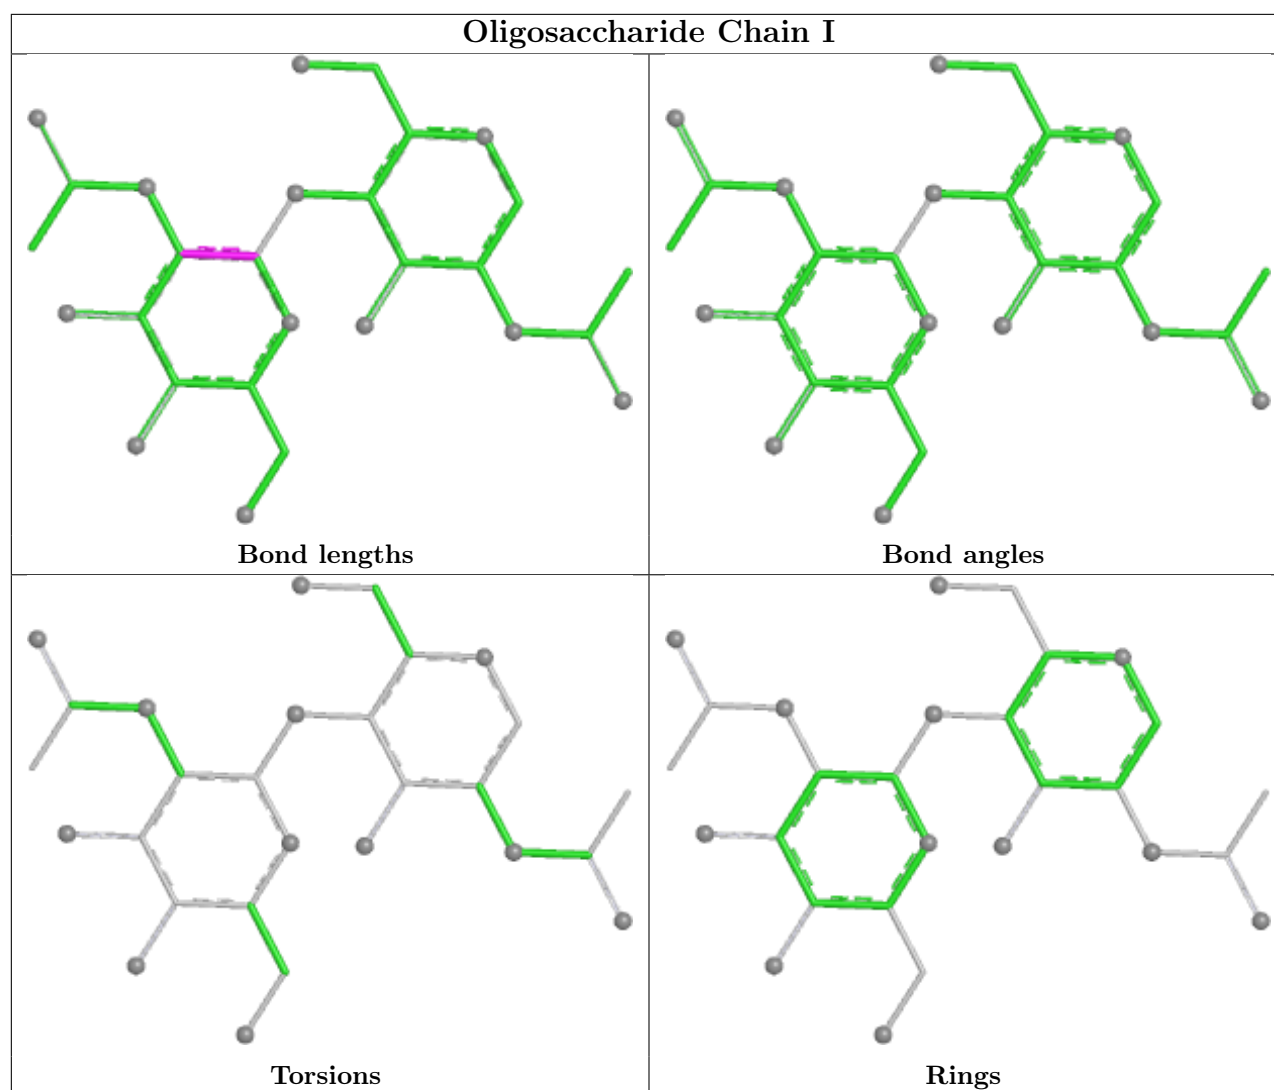 Oligosaccharide Chain I
Bond lengths
Bond angles
Torsions
Rings